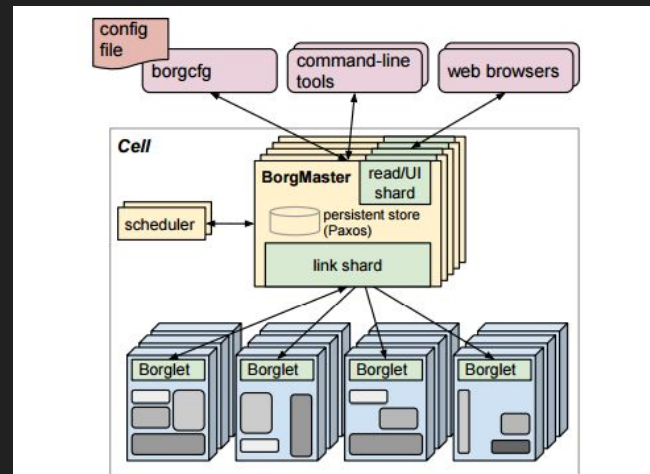 config
file
borgcfg
command-line
tools
web browsers
Cell
BorgMaster
read/UI
shard
persistent store
(Paxos)
scheduler
link shard
Borglet
Borglet
Borglet
Borglet